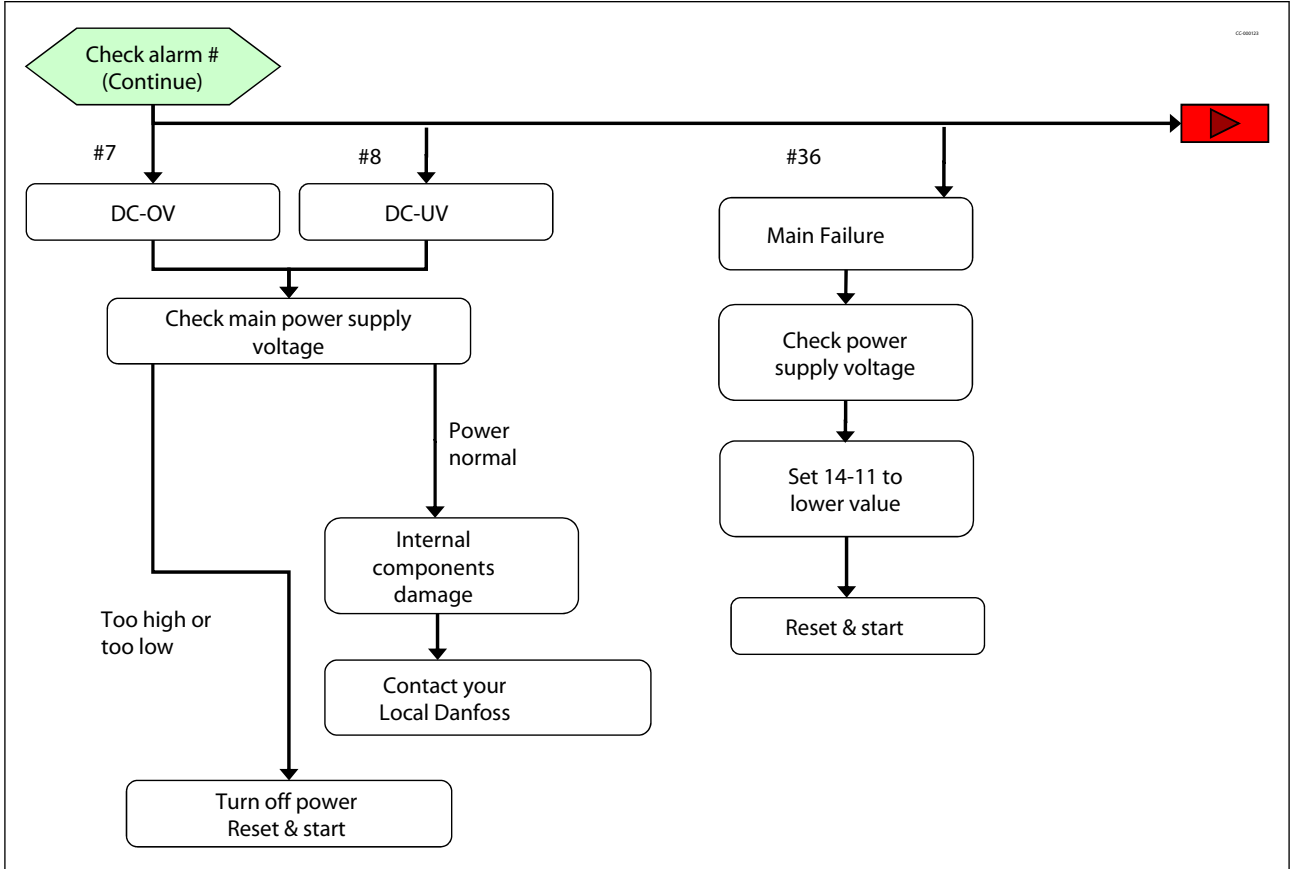 CC-000123
Check alarm #
(Continue)
#7
#8
#36
DC-OV
DC-UV
Main Failure
Check main power supply
voltage
Check power
supply voltage
Power
normal
Set 14-11 to
lower value
Internal
components
damage
Too high or
too low
Reset & start
Contact your
Local Danfoss
Turn off power
Reset & start